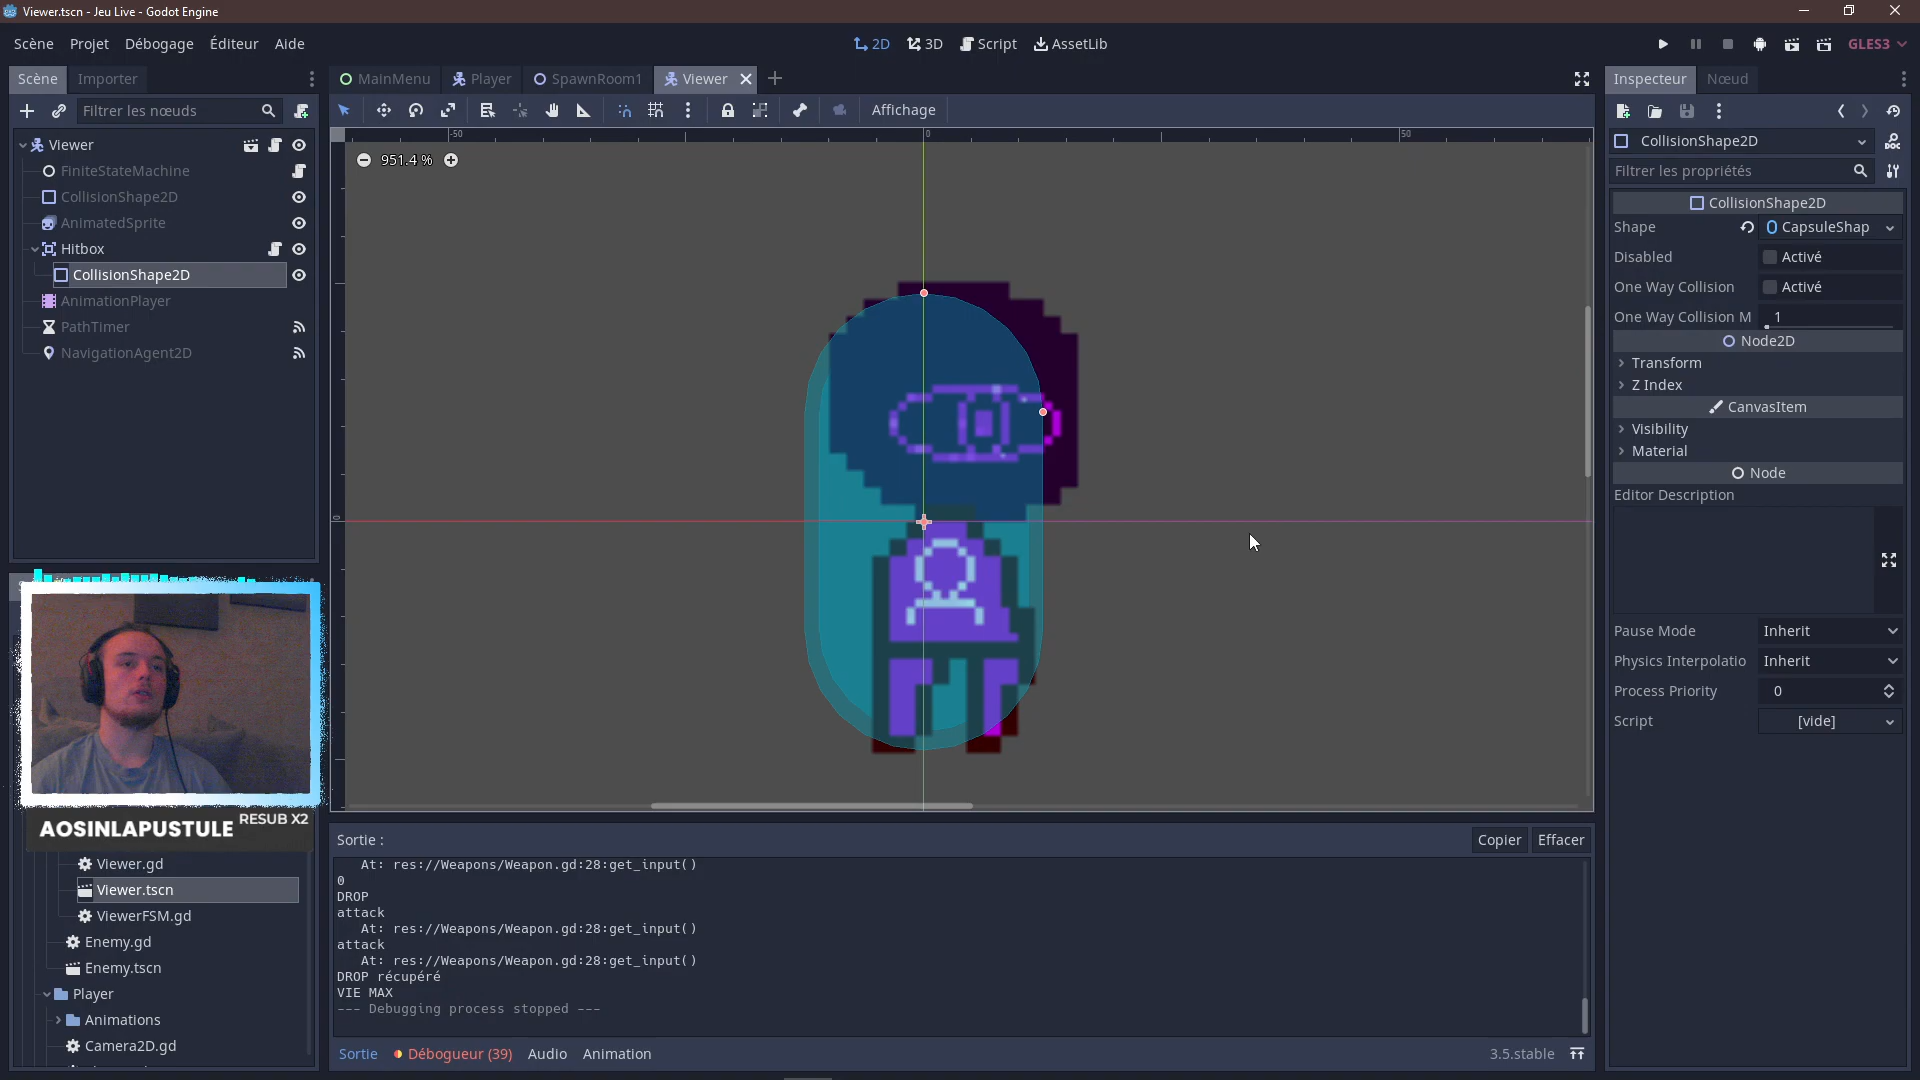 Viewer.tscn - Jeu Live - Godot Engine
Scène Projet Débogage Éditeur Aide
2D 3D Script AssetLib
GLES3
Scène Importer
MainMenu Player SpawnRoom1 Viewer
Inspecteur Nœud
Filtrer les nœuds
Affichage
Viewer
FiniteStateMachine
CollisionShape2D
AnimatedSprite
Hitbox
CollisionShape2D
AnimationPlayer
PathTimer
NavigationAgent2D
-50 0 50
951.4 %
0
CollisionShape2D
Filtrer les propriétés
CollisionShape2D
Shape CapsuleShap
Disabled Activé
One Way Collision Activé
One Way Collision M 1
Node2D
Transform
Z Index
CanvasItem
Visibility
Material
Node
Editor Description
Pause Mode Inherit
Physics Interpolatio Inherit
Process Priority 0
Script [vide]
AOSINLAPUSTULE RESUB X2
Viewer.gd
Viewer.tscn
ViewerFSM.gd
Enemy.gd
Enemy.tscn
Player
Animations
Camera2D.gd
Sortie :
Copier Effacer
At: res://Weapons/Weapon.gd:28:get_input()
0
DROP
attack
At: res://Weapons/Weapon.gd:28:get_input()
attack
At: res://Weapons/Weapon.gd:28:get_input()
DROP récupéré
VIE MAX
--- Debugging process stopped ---
Sortie Débogueur (39) Audio Animation
3.5.stable